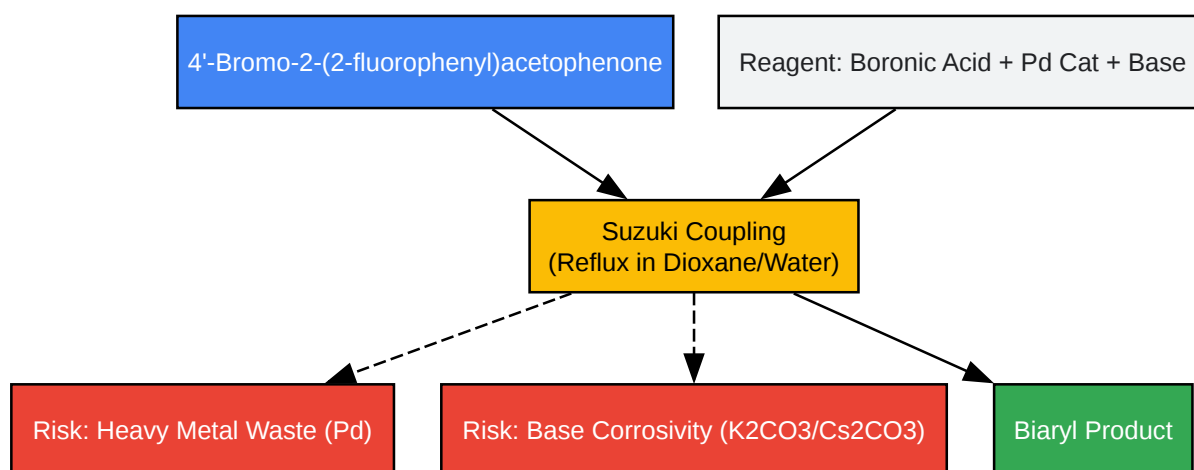 4'-Bromo-2-(2-fluorophenyl)acetophenone
Reagent: Boronic Acid + Pd Cat + Base
Suzuki Coupling
(Reflux in Dioxane/Water)
Risk: Heavy Metal Waste (Pd)
Risk: Base Corrosivity (K2CO3/Cs2CO3)
Biaryl Product